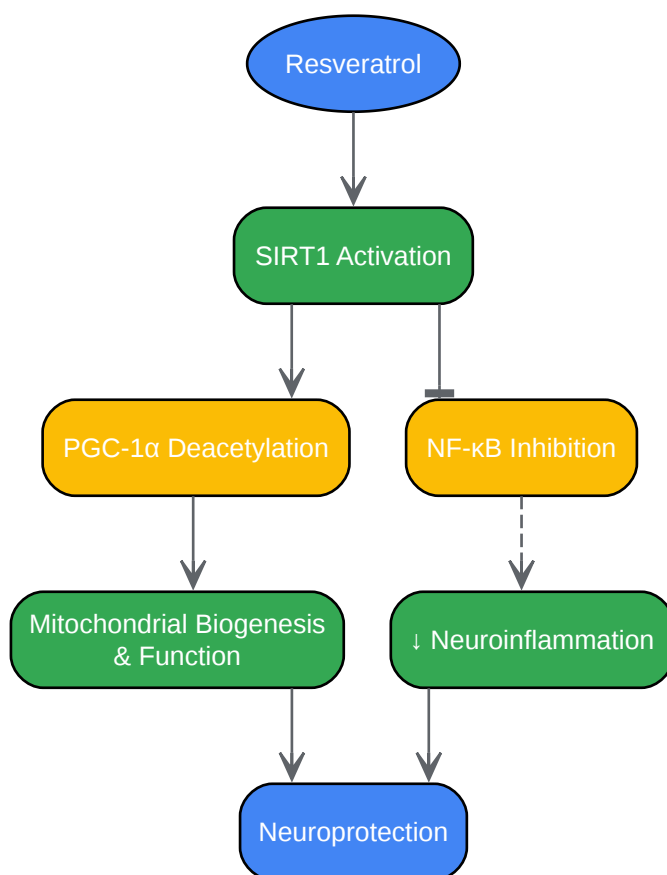 Resveratrol
SIRT1 Activation
PGC-1α Deacetylation
NF-κB Inhibition
Mitochondrial Biogenesis
& Function
↓ Neuroinflammation
Neuroprotection